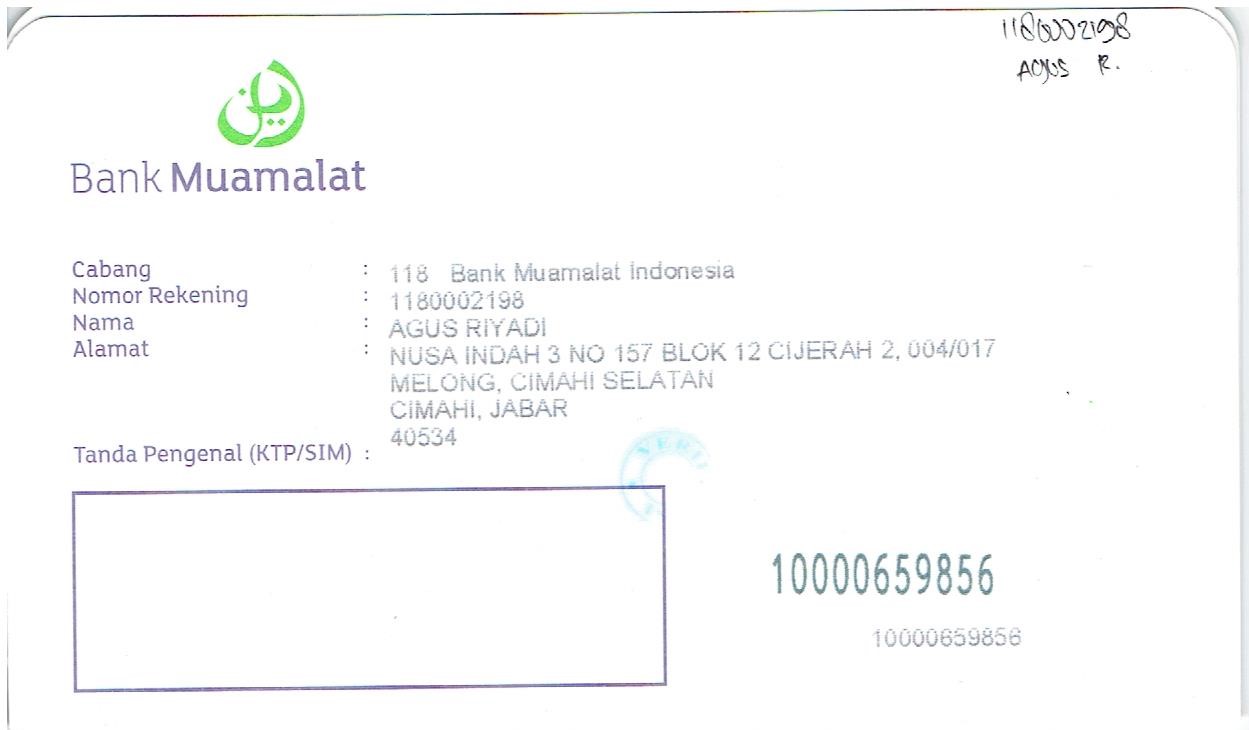 1180002198
AGUS R.
Bank Muamalat
Cabang : 118 Bank Muamalat Indonesia
Nomor Rekening : 1180002198
Nama : AGUS RIYADI
Alamat : NUSA INDAH 3 NO 157 BLOK 12 CIJERAH 2, 004/017
MELONG, CIMAHI SELATAN
CIMAHI, JABAR
40534
Tanda Pengenal (KTP/SIM) :
10000659856
10000659856